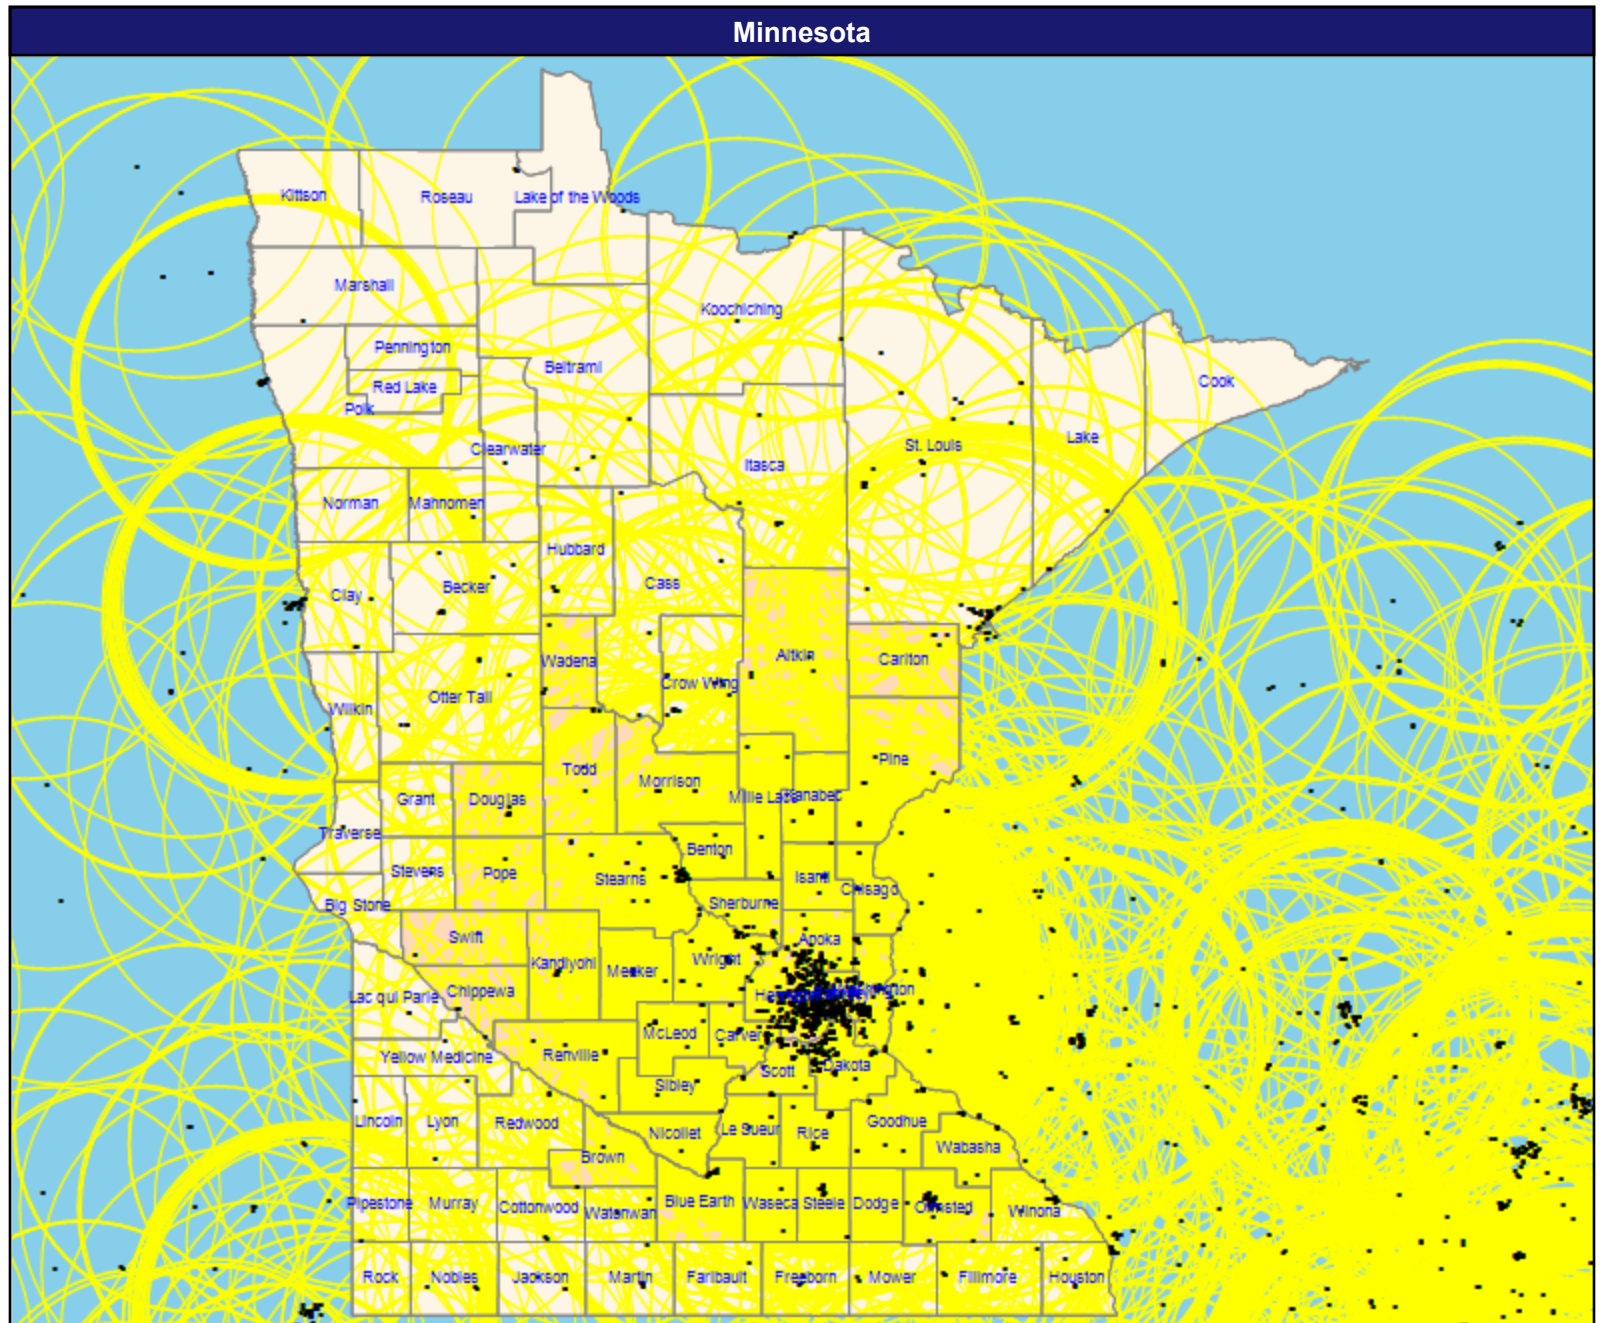 Minnesota
Kittson
Roseau
Lake of the Woods
Marshall
Koochiching
Pennington
Beltrami
Red Lake
Cook
Polk
Lake
Clearwater
St. Louis
Itasca
Norman
Mahnomen
Hubbard
Cass
Becker
Clay
Aitkin
Carlton
Wadena
Crow Wing
Otter Tail
Wilkin
Pine
Todd
Morrison
Grant
Douglas
Mille Lacs
Kanabec
Traverse
Benton
Stevens
Pope
Stearns
Isanti
Chisago
Big Stone
Sherburne
Swift
Anoka
Kandiyohi
Meeker
Wright
Chippewa
Lac qui Parle
McLeod
Carver
Yellow Medicine
Renville
Scott
Dakota
Sibley
Lincoln
Lyon
Redwood
Nicollet
Le Sueur
Rice
Goodhue
Wabasha
Brown
Pipestone
Murray
Cottonwood
Watonwan
Blue Earth
Waseca
Steele
Dodge
Olmsted
Winona
Rock
Nobles
Jackson
Martin
Faribault
Freeborn
Mower
Fillmore
Houston